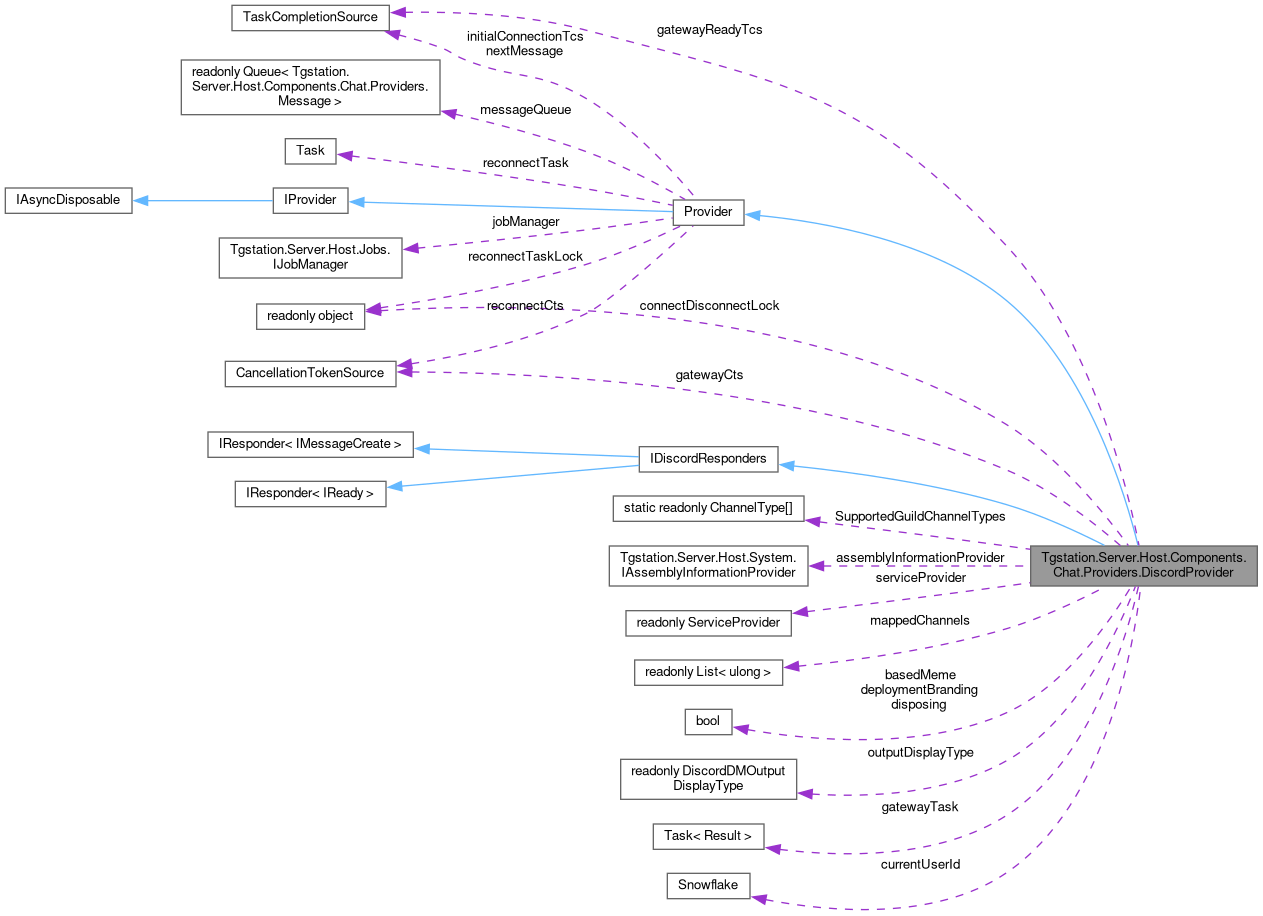 TaskCompletionSource
gatewayReadyTcs
initialConnectionTcs
nextMessage
readonly Queue< Tgstation.
Server.Host.Components.Chat.Providers.
Message >
messageQueue
Task
reconnectTask
IAsyncDisposable
IProvider
Provider
jobManager
Tgstation.Server.Host.Jobs.
IJobManager
reconnectTaskLock
readonly object
reconnectCts
connectDisconnectLock
CancellationTokenSource
gatewayCts
IResponder< IMessageCreate >
IDiscordResponders
IResponder< IReady >
static readonly ChannelType[]
SupportedGuildChannelTypes
Tgstation.Server.Host.System.
IAssemblyInformationProvider
assemblyInformationProvider
Tgstation.Server.Host.Components.
Chat.Providers.DiscordProvider
serviceProvider
readonly ServiceProvider
mappedChannels
readonly List< ulong >
basedMeme
deploymentBranding
disposing
bool
outputDisplayType
readonly DiscordDMOutput
DisplayType
gatewayTask
Task< Result >
currentUserId
Snowflake